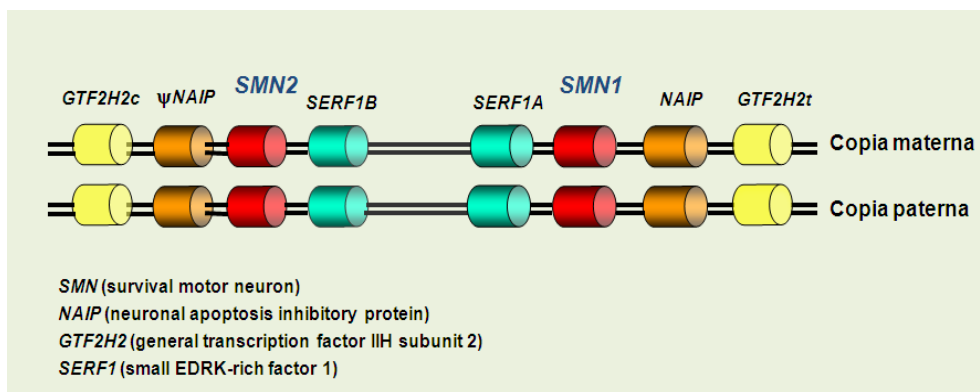 GTF2H2c ψNAIP SMN2 SERF1B SERF1A SMN1 NAIP GTF2H2t
Copia materna
Copia paterna
SMN (survival motor neuron)
NAIP (neuronal apoptosis inhibitory protein)
GTF2H2 (general transcription factor IIH subunit 2)
SERF1 (small EDRK-rich factor 1)